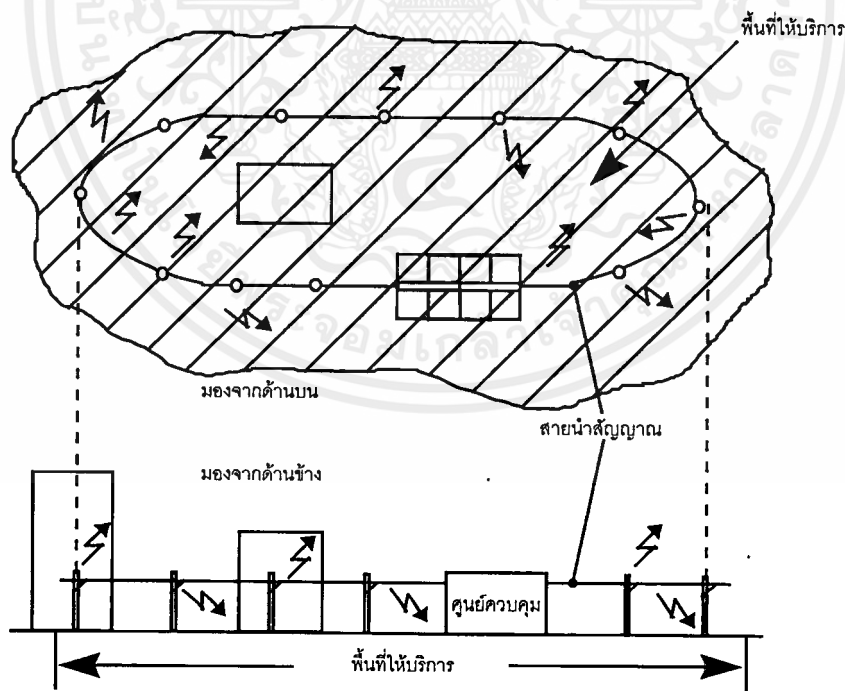 พื้นที่ให้บริการ
มองจากด้านบน
สายนำสัญญาณ
มองจากด้านข้าง
ศูนย์ควบคุม
พื้นที่ให้บริการ